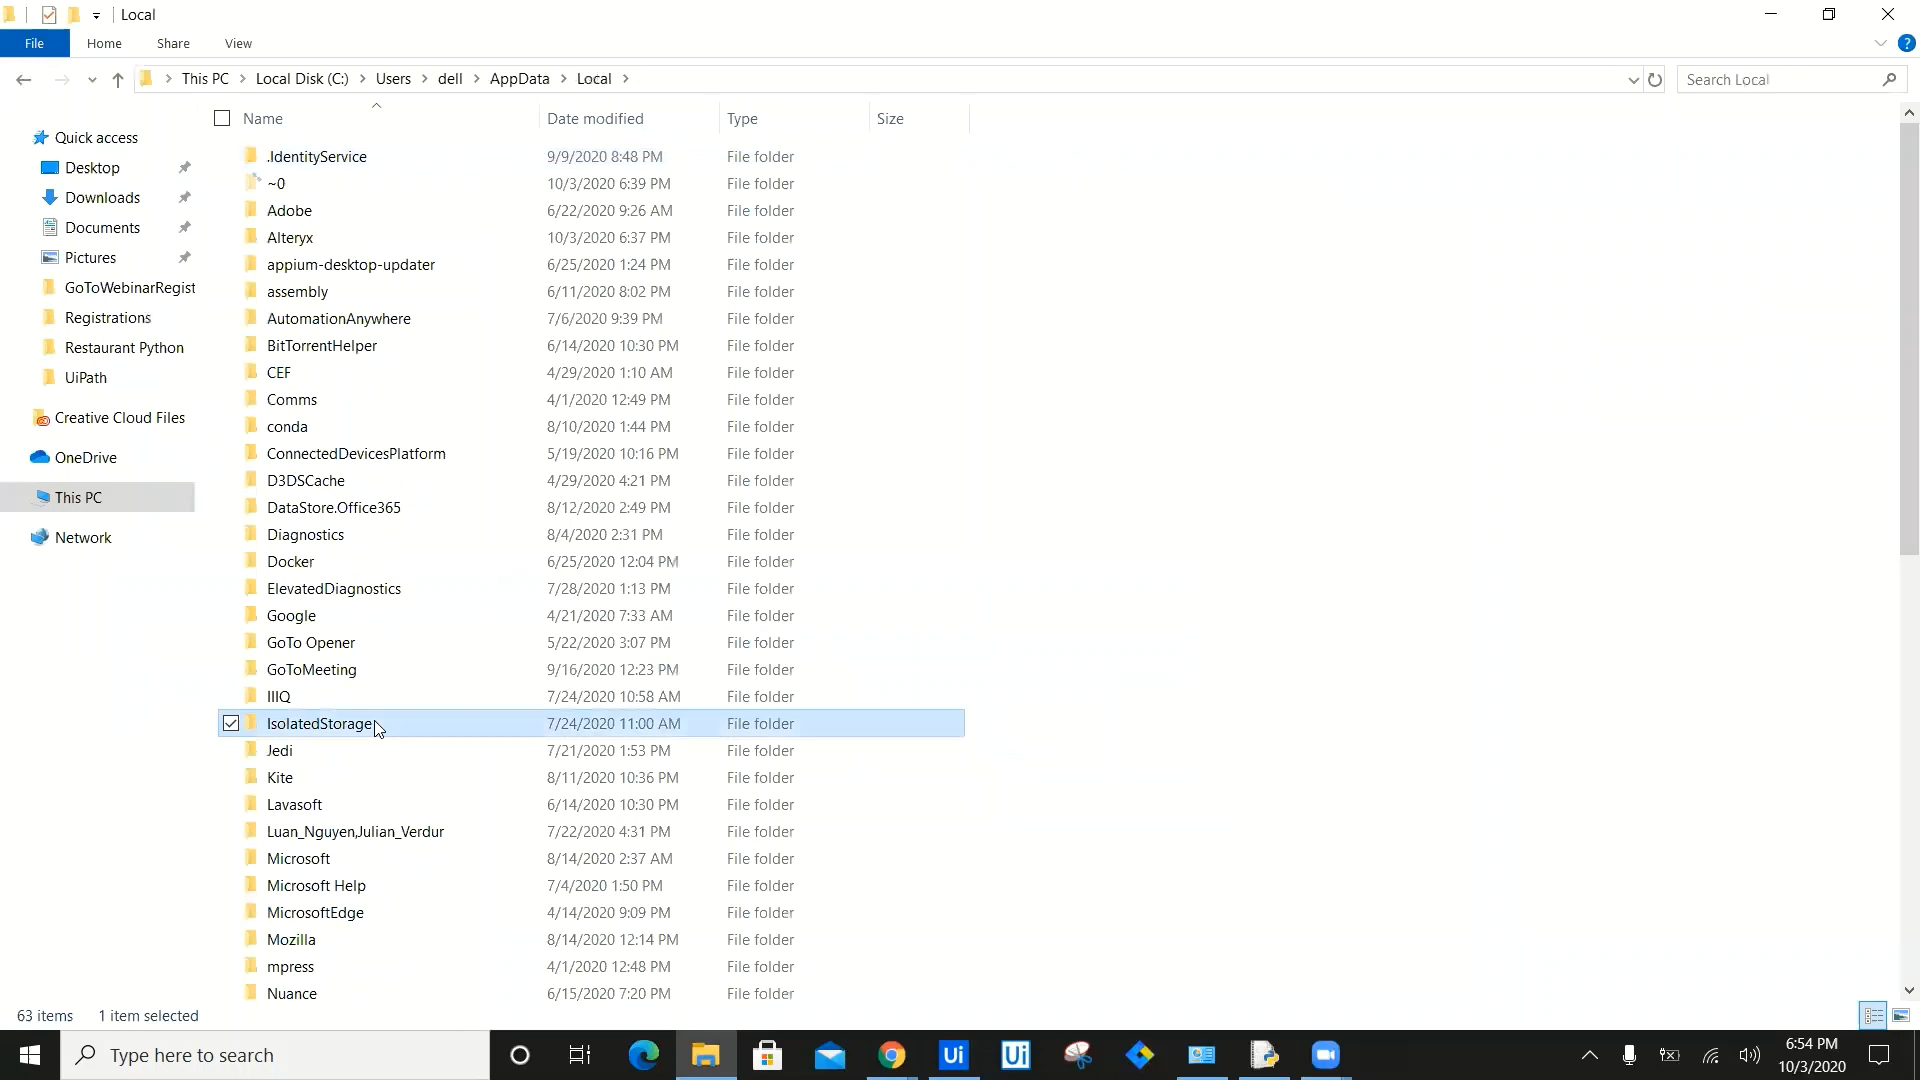 Local
File Home Share View
This PC Local Disk (C:) Users dell AppData Local Search Local
Name Date modified Type Size
Quick access
Desktop
Downloads
Documents
Pictures
GoToWebinarRegist
Registrations
Restaurant Python
UiPath
Creative Cloud Files
OneDrive
This PC
Network
.IdentityService 9/9/2020 8:48 PM File folder
~0 10/3/2020 6:39 PM File folder
Adobe 6/22/2020 9:26 AM File folder
Alteryx 10/3/2020 6:37 PM File folder
appium-desktop-updater 6/25/2020 1:24 PM File folder
assembly 6/11/2020 8:02 PM File folder
AutomationAnywhere 7/6/2020 9:39 PM File folder
BitTorrentHelper 6/14/2020 10:30 PM File folder
CEF 4/29/2020 1:10 AM File folder
Comms 4/1/2020 12:49 PM File folder
conda 8/10/2020 1:44 PM File folder
ConnectedDevicesPlatform 5/19/2020 10:16 PM File folder
D3DSCache 4/29/2020 4:21 PM File folder
DataStore.Office365 8/12/2020 2:49 PM File folder
Diagnostics 8/4/2020 2:31 PM File folder
Docker 6/25/2020 12:04 PM File folder
ElevatedDiagnostics 7/28/2020 1:13 PM File folder
Google 4/21/2020 7:33 AM File folder
GoTo Opener 5/22/2020 3:07 PM File folder
GoToMeeting 9/16/2020 12:23 PM File folder
IIIQ 7/24/2020 10:58 AM File folder
IsolatedStorage 7/24/2020 11:00 AM File folder
Jedi 7/21/2020 1:53 PM File folder
Kite 8/11/2020 10:36 PM File folder
Lavasoft 6/14/2020 10:30 PM File folder
Luan_Nguyen,Julian_Verdur 7/22/2020 4:31 PM File folder
Microsoft 8/14/2020 2:37 AM File folder
Microsoft Help 7/4/2020 1:50 PM File folder
MicrosoftEdge 4/14/2020 9:09 PM File folder
Mozilla 8/14/2020 12:14 PM File folder
mpress 4/1/2020 12:48 PM File folder
Nuance 6/15/2020 7:20 PM File folder
63 items 1 item selected
Type here to search
Ui Ui
6:54 PM
10/3/2020